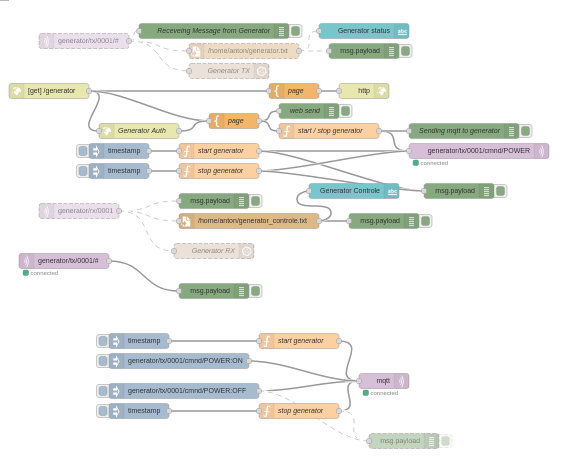 Receveing Message from Generator
Generator status
abc
generator/tx/0001/#
/home/anton/generator.txt
msg.payload
Generator TX
[get] /generator
page
http
web send
page
Generator Auth
start / stop generator
Sending mqtt to generator
timestamp
start generator
generator/tx/0001/cmnd/POWER
connected
timestamp
stop generator
Generator Controle
abc
msg.payload
msg.payload
generator/rx/0001
/home/anton/generator_controle.txt
msg.payload
Generator RX
generator/tx/0001/#
connected
msg.payload
timestamp
start generator
generator/tx/0001/cmnd/POWER:ON
mqtt
connected
generator/tx/0001/cmnd/POWER:OFF
timestamp
stop generator
msg.payload